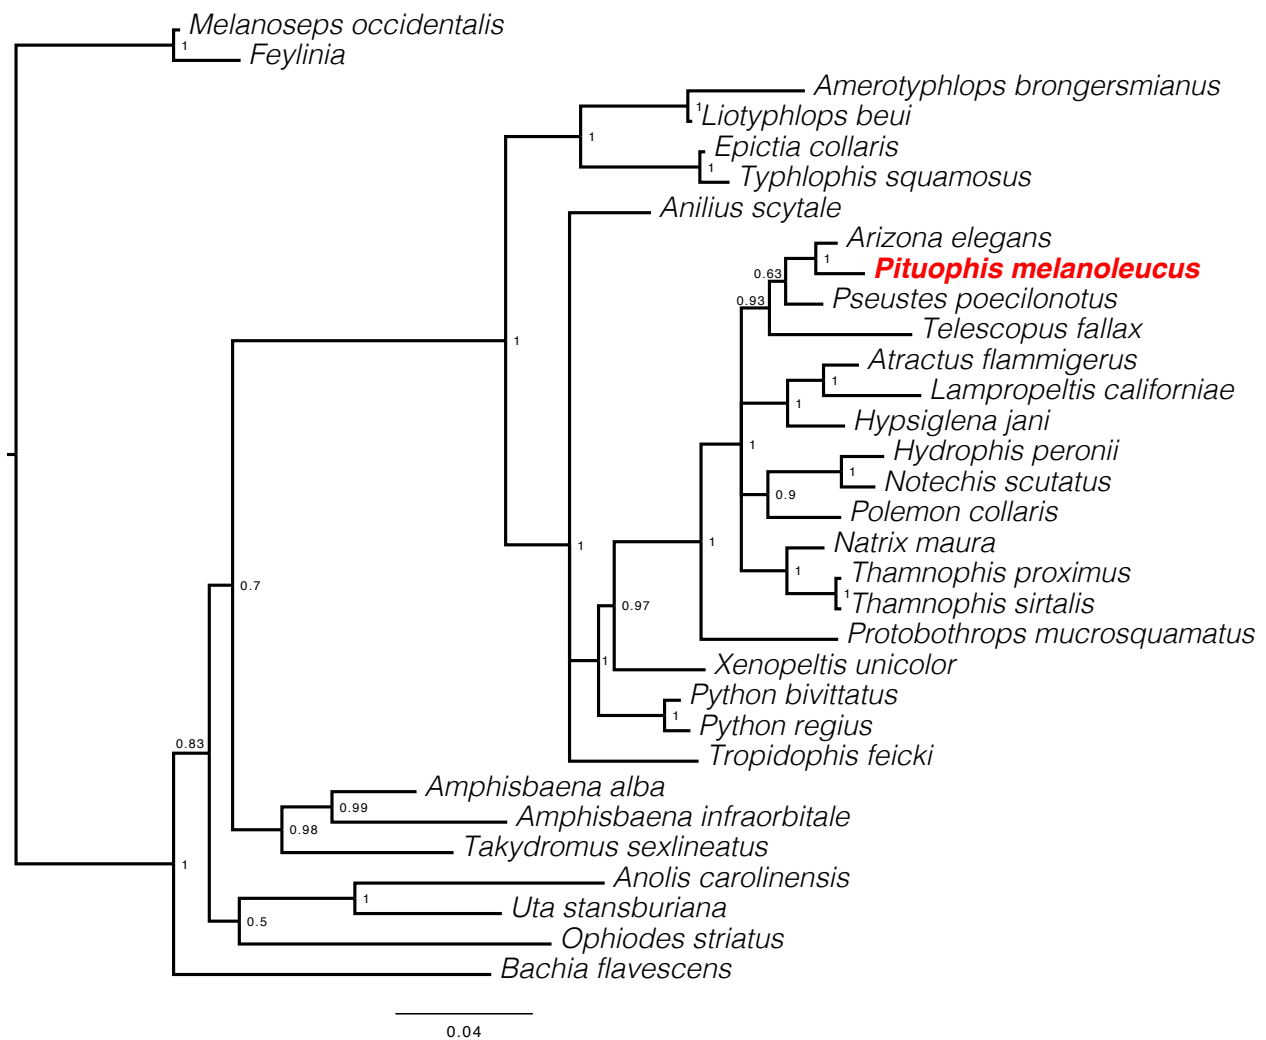 Melanoseps occidentalis
1
Feylinia
Amerotyphlops brongersmianus
1
Liotyphlops beui
1
Epictia collaris
1
Typhlophis squamosus
Anilius scytale
Arizona elegans
1
Pituophis melanoleucus
0.63
Pseustes poecilonotus
0.93
Telescopus fallax
1
Atractus flammigerus
1
Lampropeltis californiae
1
Hypsiglena jani
1
Hydrophis peronii
1
Notechis scutatus
0.9
Polemon collaris
1
1
Natrix maura
1
Thamnophis proximus
1
Thamnophis sirtalis
0.7
0.97
Protobothrops mucrosquamatus
1
Xenopeltis unicolor
Python bivittatus
1
Python regius
0.83
Tropidophis feicki
Amphisbaena alba
0.99
Amphisbaena infraorbitale
0.98
Takydromus sexlineatus
1
Anolis carolinensis
1
Uta stansburiana
0.5
Ophiodes striatus
Bachia flavescens
0.04